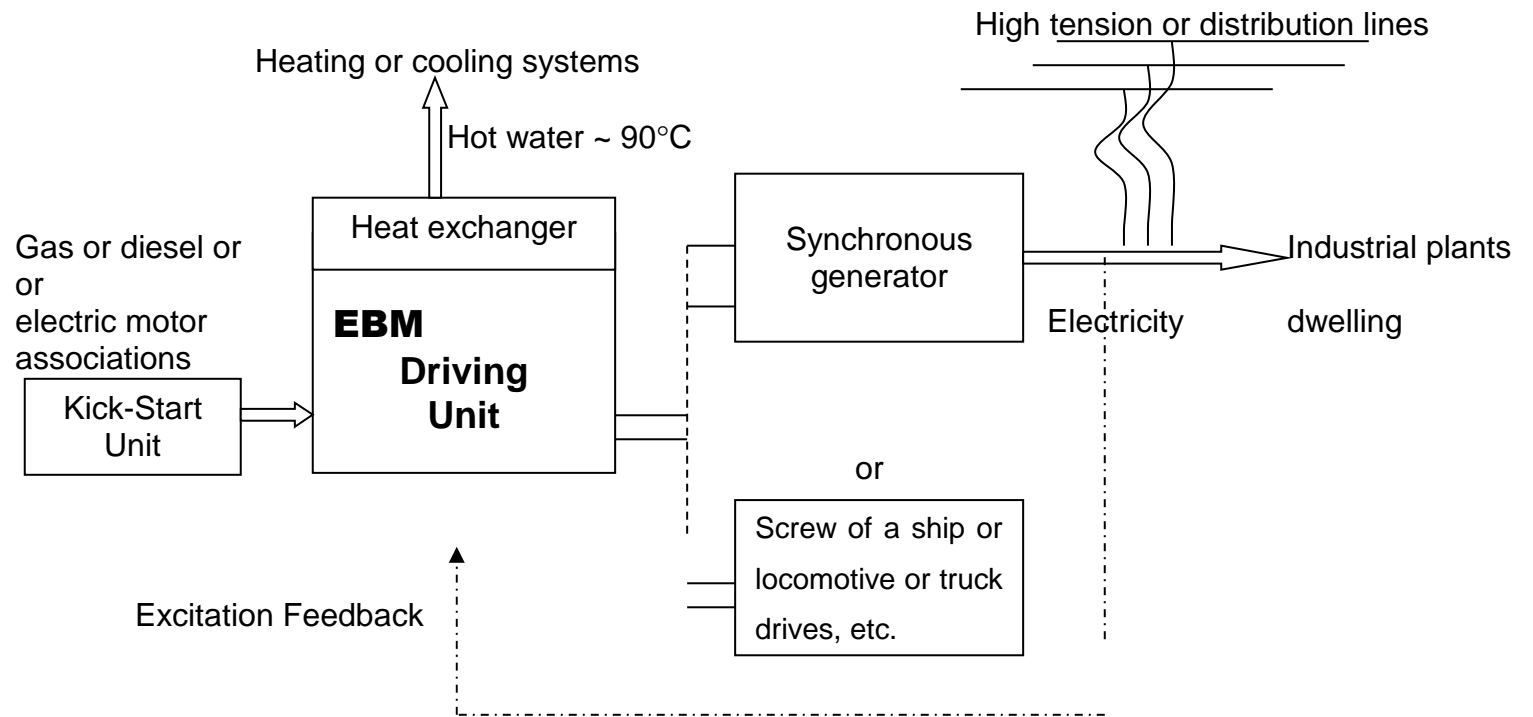 High tension or distribution lines
Heating or cooling systems
Hot water ~ 90°C
Heat exchanger
Gas or diesel or
or
electric motor
associations
Kick-Start
Unit
EBM
Driving
Unit
Synchronous
generator
Industrial plants
Electricity
dwelling
or
Screw of a ship or
locomotive or truck
drives, etc.
Excitation Feedback